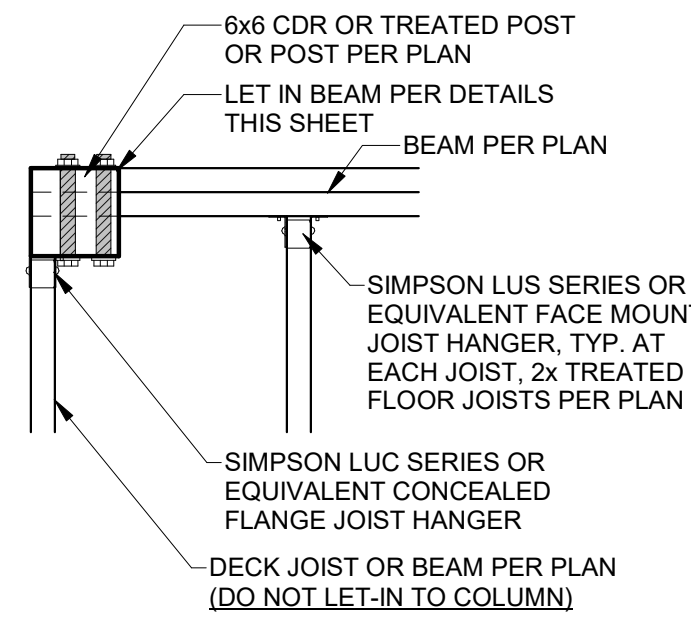 6x6 CDR OR TREATED POST
OR POST PER PLAN
LET IN BEAM PER DETAILS
THIS SHEET
BEAM PER PLAN
SIMPSON LUS SERIES OR
EQUIVALENT FACE MOUNT
JOIST HANGER, TYP. AT
EACH JOIST, 2x TREATED
FLOOR JOISTS PER PLAN
SIMPSON LUC SERIES OR
EQUIVALENT CONCEALED
FLANGE JOIST HANGER
DECK JOIST OR BEAM PER PLAN
(DO NOT LET-IN TO COLUMN)